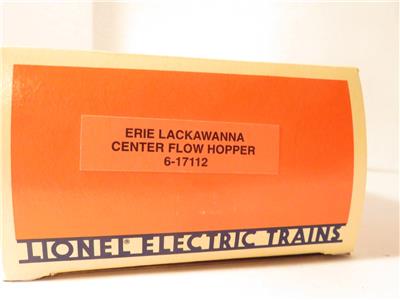 ERIE LACKAWANNA
CENTER FLOW HOPPER
6-17112
LIONEL® ELECTRIC TRAINS